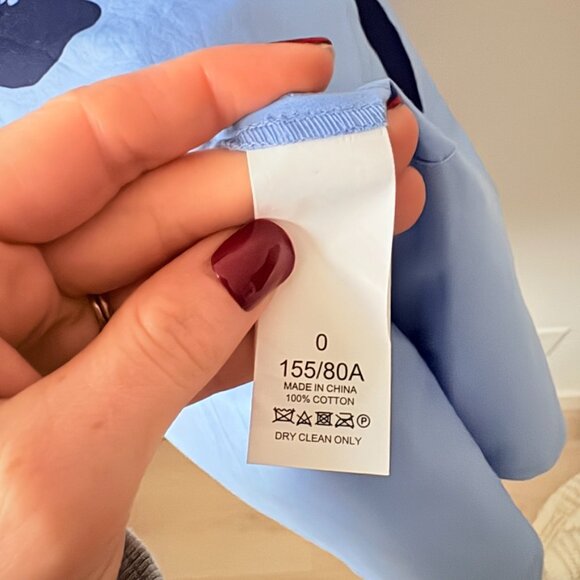 0
155/80A
MADE IN CHINA
100% COTTON
P
DRY CLEAN ONLY